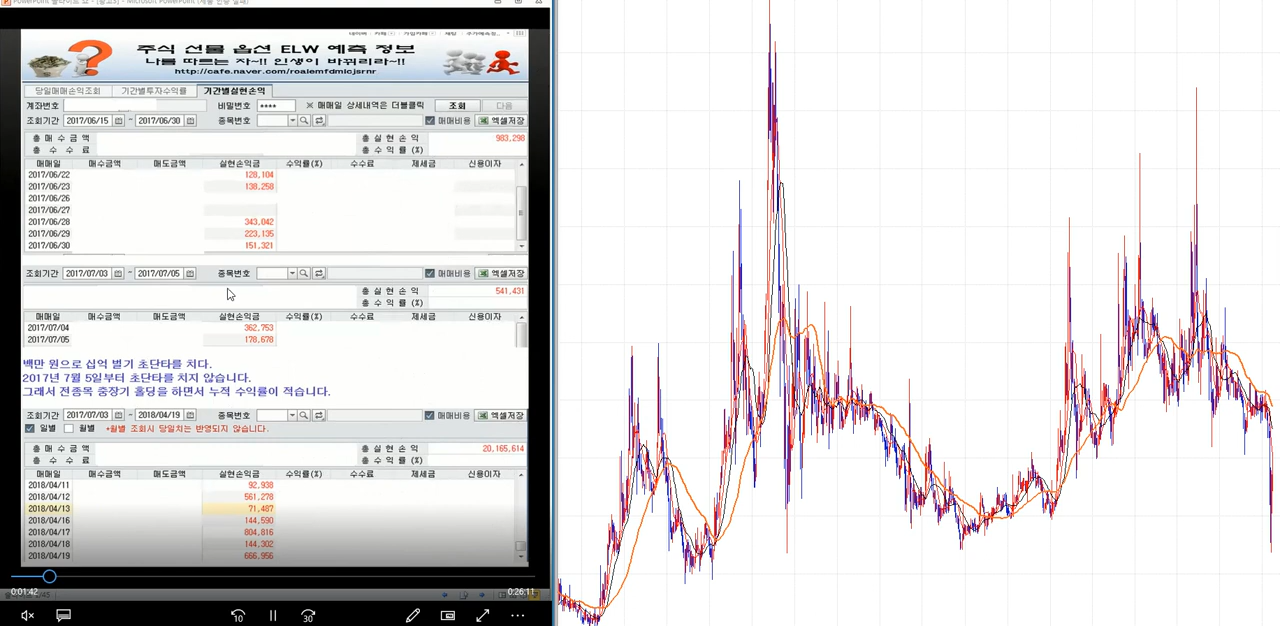 주식 선물 옵션 ELW 예측 정보
나를 따르는 자~!! 인생이 바뀌리라~!!
당일매매손익조회 기간별투자수익률 기간별실현손익
계좌번호 비밀번호 **** ※ 매매일 상세내역은 더블클릭 조회 다음
조회기간 2017/06/15 ~ 2017/06/30 종목번호 매매비용 엑셀저장
총 매 수 금 액 총 실 현 손 익 983,298
총 수 수 료 총 수 익 률 (%)
매매일 매수금액 매도금액 실현손익금 수익률(%) 수수료 제세금 신용이자
2017/06/22 128,104
2017/06/23 138,258
2017/06/26
2017/06/27
2017/06/28 343,042
2017/06/29 223,135
2017/06/30 151,321
조회기간 2017/07/03 ~ 2017/07/05 종목번호 매매비용 엑셀저장
총 실 현 손 익 541,431
총 수 익 률 (%)
매매일 매수금액 매도금액 실현손익금 수익률(%) 수수료 제세금 신용이자
2017/07/04 362,753
2017/07/05 178,678
백만 원으로 십억 벌기 초단타를 치다.
2017년 7월 5일부터 초단타를 치지 않습니다.
그래서 전종목 중장기 홀딩을 하면서 누적 수익률이 적습니다.
조회기간 2017/07/03 ~ 2018/04/19 종목번호 매매비용 엑셀저장
일별 월별 *월별 조회시 당일치는 반영되지 않습니다.
총 매 수 금 액 총 실 현 손 익 20,165,614
총 수 수 료 총 수 익 률 (%)
매매일 매수금액 매도금액 실현손익금 수익률(%) 수수료 제세금 신용이자
2018/04/11 92,938
2018/04/12 561,278
2018/04/13 71,487
2018/04/16 144,590
2018/04/17 804,816
2018/04/18 144,302
2018/04/19 666,956
0:01:42 0:26:11
10 30